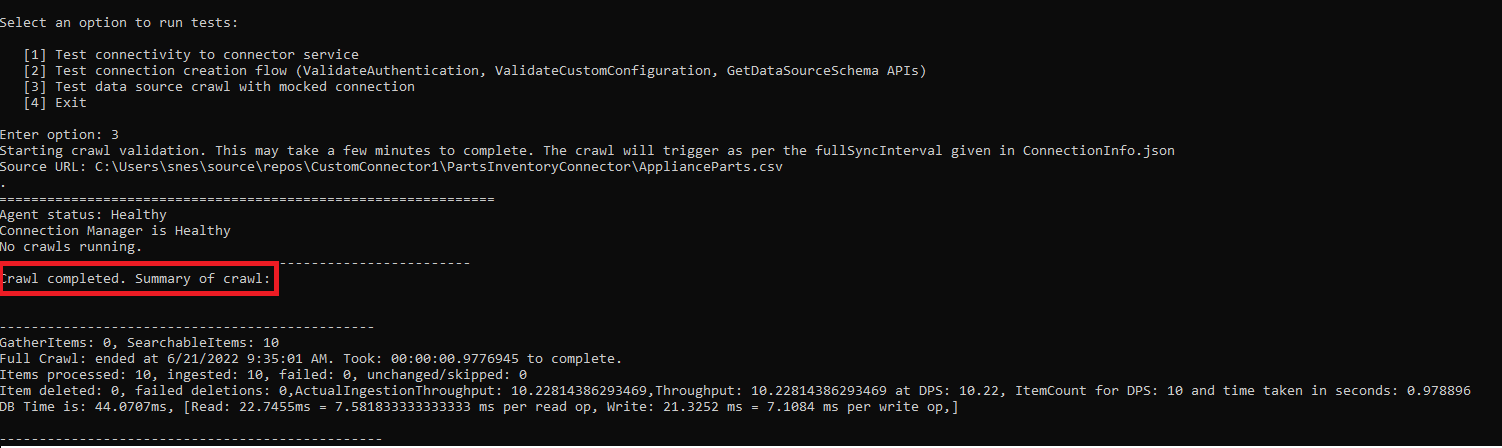 Select an option to run tests:
[1] Test connectivity to connector service
[2] Test connection creation flow (ValidateAuthentication, ValidateCustomConfiguration, GetDataSourceSchema APIs)
[3] Test data source crawl with mocked connection
[4] Exit
Enter option: 3
Starting crawl validation. This may take a few minutes to complete. The crawl will trigger as per the fullSyncInterval given in ConnectionInfo.json
Source URL: C:\Users\snes\source\repos\CustomConnector1\PartsInventoryConnector\ApplianceParts.csv
.
==============================================================
Agent status: Healthy
Connection Manager is Healthy
No crawls running.
------------------------
Crawl completed. Summary of crawl:
-----------------------------------------------
GatherItems: 0, SearchableItems: 10
Full Crawl: ended at 6/21/2022 9:35:01 AM. Took: 00:00:00.9776945 to complete.
Items processed: 10, ingested: 10, failed: 0, unchanged/skipped: 0
Item deleted: 0, failed deletions: 0,ActualIngestionThroughput: 10.22814386293469,Throughput: 10.22814386293469 at DPS: 10.22, ItemCount for DPS: 10 and time taken in seconds: 0.978896
DB Time is: 44.0707ms, [Read: 22.7455ms = 7.581833333333333 ms per read op, Write: 21.3252 ms = 7.1084 ms per write op,]
------------------------------------------------